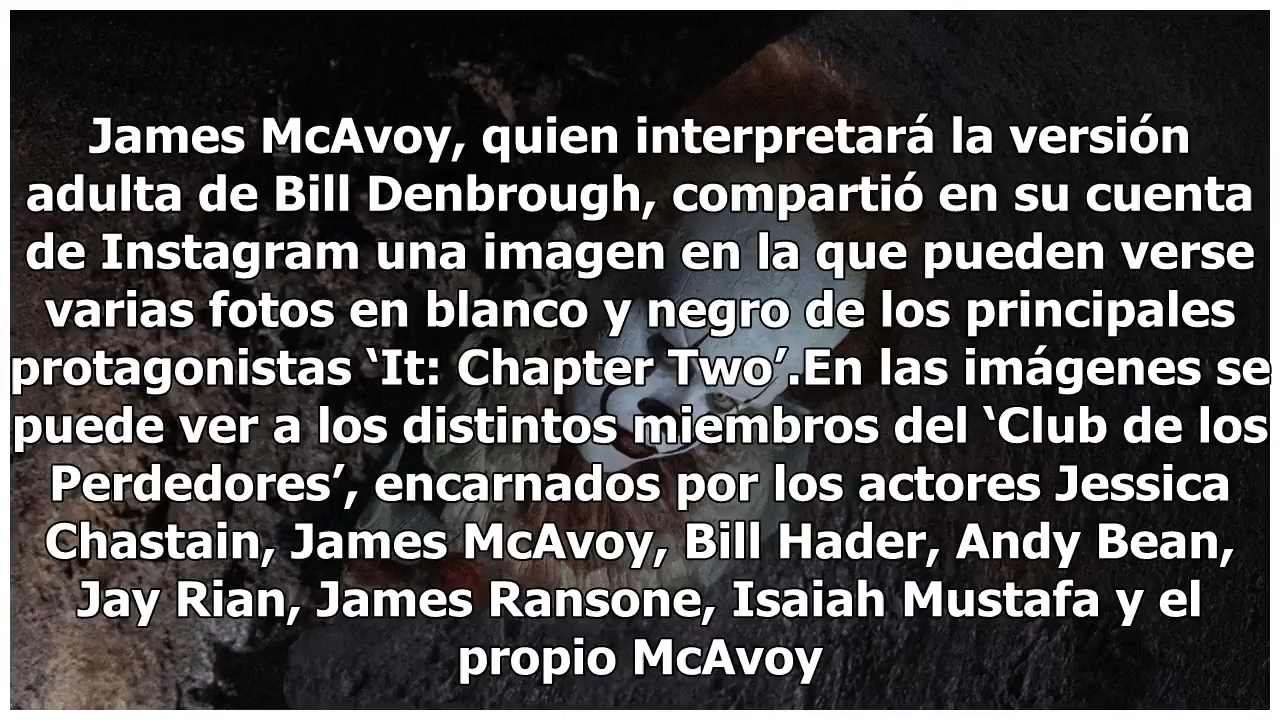 James McAvoy, quien interpretará la versión
adulta de Bill Denbrough, compartió en su cuenta
de Instagram una imagen en la que pueden verse
varias fotos en blanco y negro de los principales
protagonistas ‘It: Chapter Two’.En las imágenes se
puede ver a los distintos miembros del ‘Club de los
Perdedores’, encarnados por los actores Jessica
Chastain, James McAvoy, Bill Hader, Andy Bean,
Jay Rian, James Ransone, Isaiah Mustafa y el
propio McAvoy